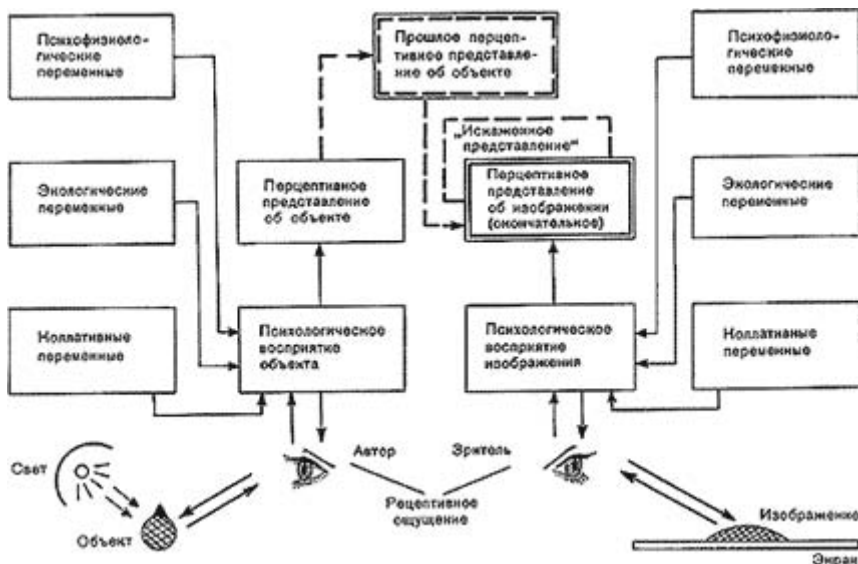 Психофизиоло-
гические
переменные
Прошлое перцеп-
тивное представле-
ние об объекте
Психофизиоло-
гические
переменные
„Искаженное
представление“
Экологические
переменные
Перцептивное
представление
об объекте
Перцептивное
представление
об изображении
(окончательное)
Экологические
переменные
Коллативные
переменные
Психологическое
восприятие
объекта
Психологическое
восприятие
изображения
Коллативные
переменные
Свет
Автор
Зритель
Рецептивное
ощущение
Объект
Изображение
Экран